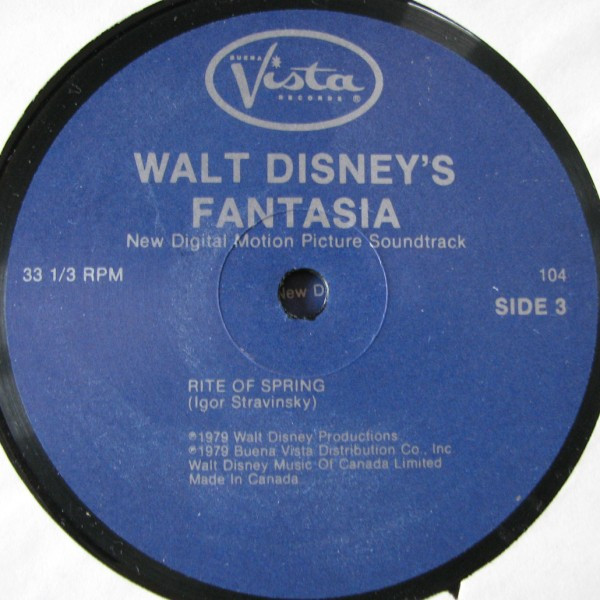 BUENA
Vista
RECORDS ®
WALT DISNEY'S
FANTASIA
New Digital Motion Picture Soundtrack
33 1/3 RPM
104
SIDE 3
New D
RITE OF SPRING
(Igor Stravinsky)
℗1979 Walt Disney Productions
℗1979 Buena Vista Distribution Co., Inc
Walt Disney Music Of Canada Limited
Made In Canada